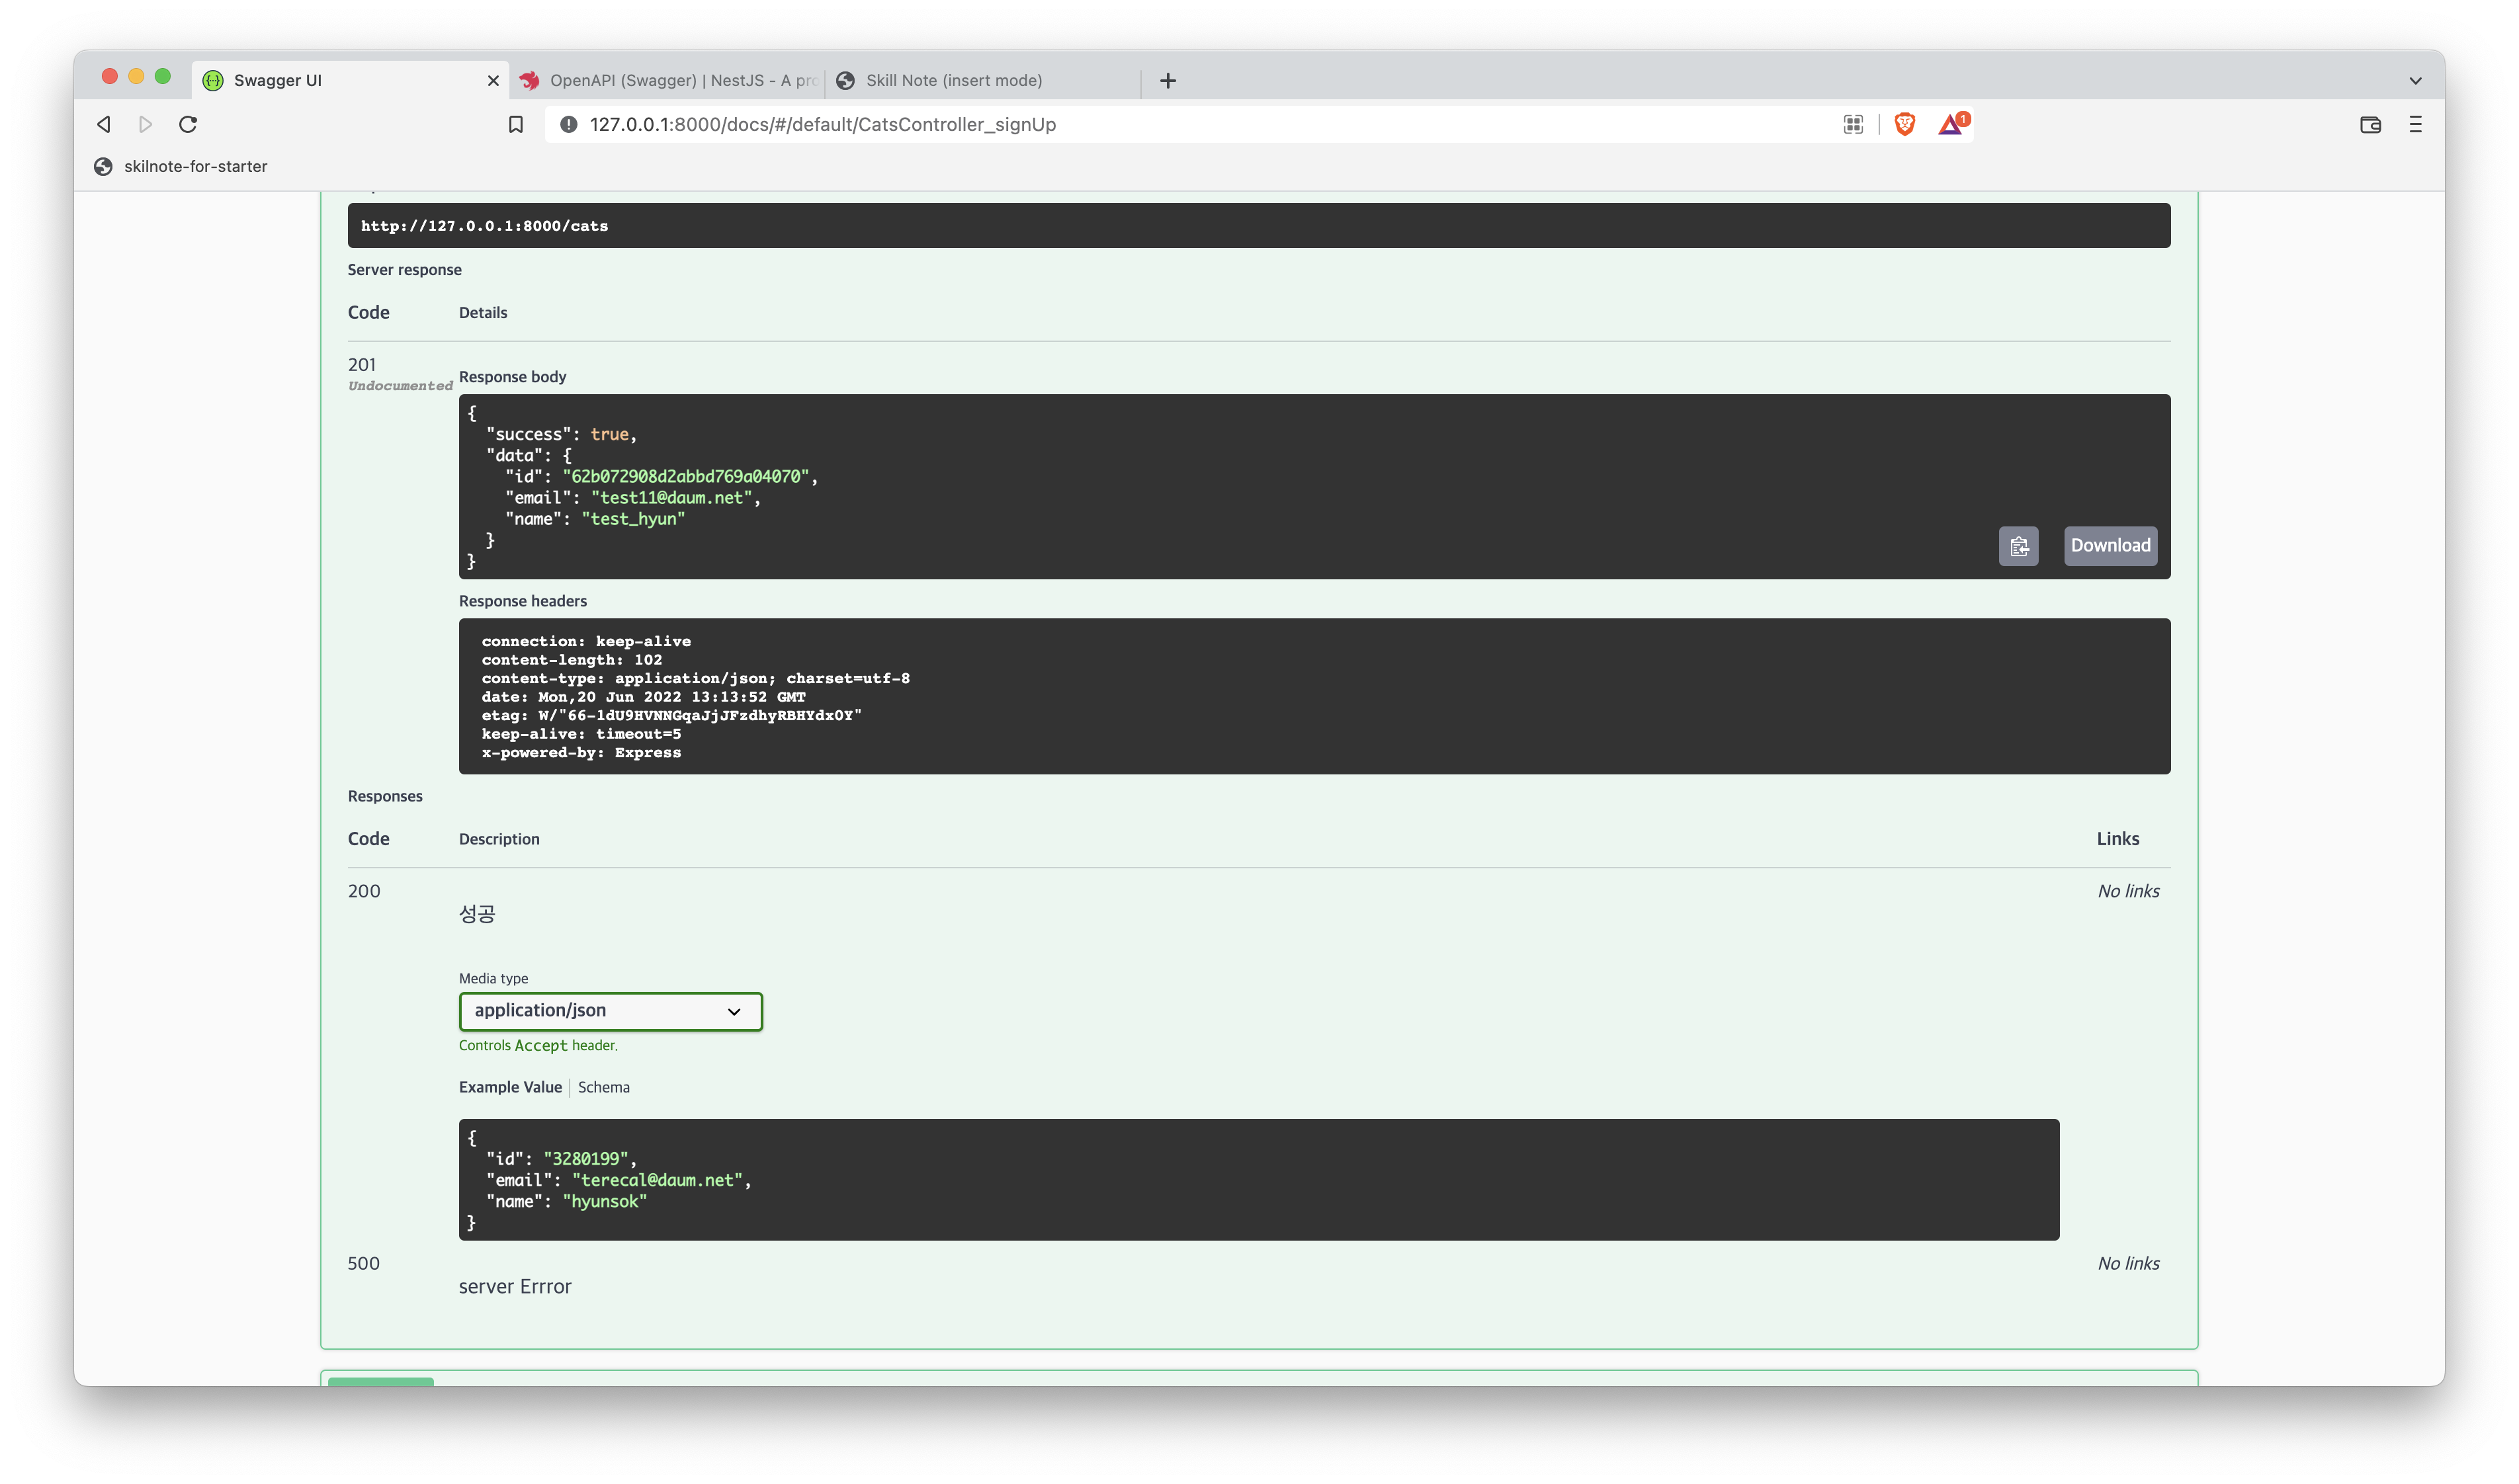 Swagger UI
OpenAPI (Swagger) | NestJS - A pro
Skill Note (insert mode)
127.0.0.1:8000/docs/#/default/CatsController_signUp
1
skilnote-for-starter
http://127.0.0.1:8000/cats
Server response
Code Details
201
Undocumented
Response body
{
  "success": true,
  "data": {
    "id": "62b072908d2abbd769a04070",
    "email": "test11@daum.net",
    "name": "test_hyun"
  }
}
Download
Response headers
connection: keep-alive
content-length: 102
content-type: application/json; charset=utf-8
date: Mon,20 Jun 2022 13:13:52 GMT
etag: W/"66-1dU9HVNNGqaJjJFzdhyRBHYdx0Y"
keep-alive: timeout=5
x-powered-by: Express
Responses
Code Description Links
200 No links
성공
Media type
application/json
Controls Accept header.
Example Value Schema
{
  "id": "3280199",
  "email": "terecal@daum.net",
  "name": "hyunsok"
}
500 No links
server Errror